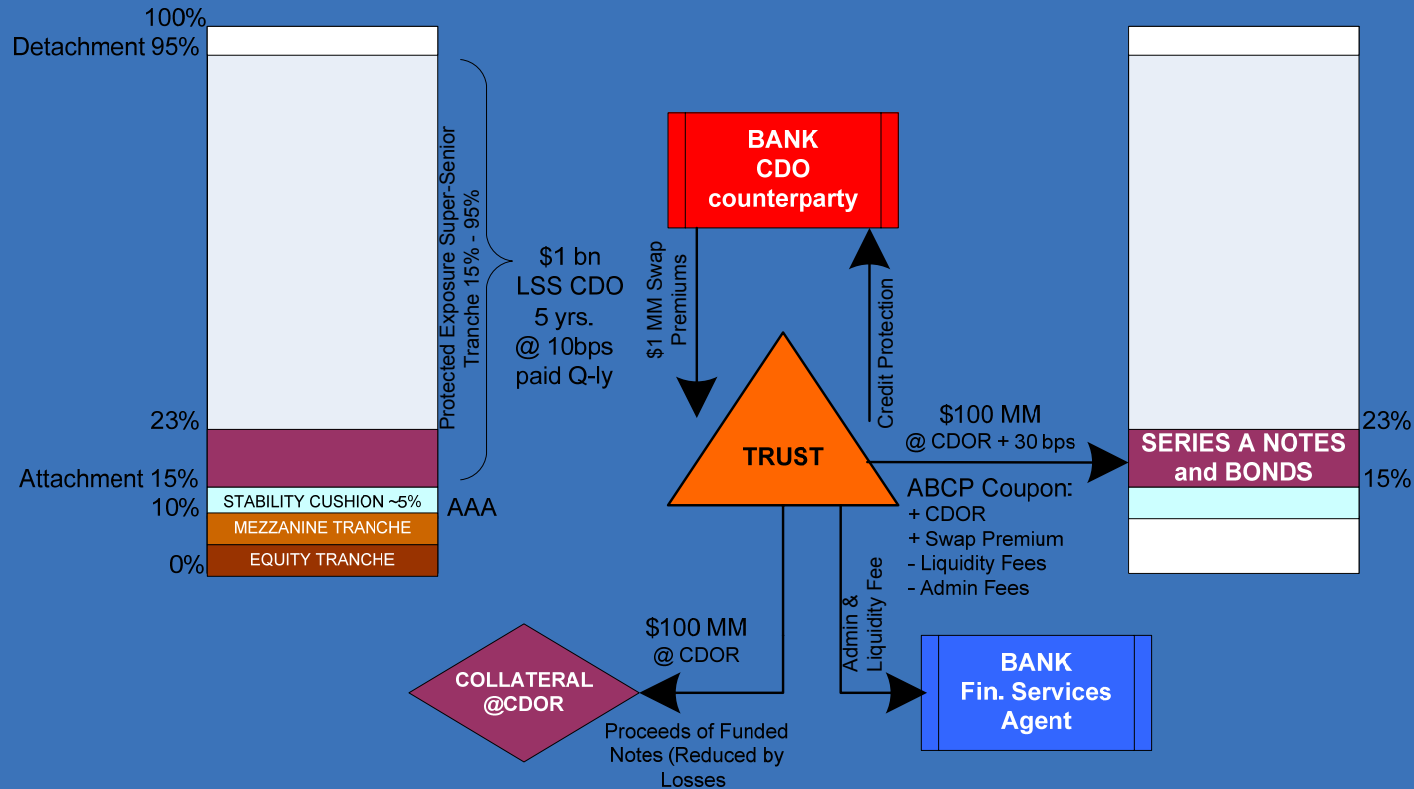 100%
Detachment 95%
Protected Exposure Super-Senior
Tranche 15% - 95%
$1 bn
LSS CDO
5 yrs.
@ 10bps
paid Q-ly
23%
Attachment 15%
10%
STABILITY CUSHION ~5%
AAA
MEZZANINE TRANCHE
0%
EQUITY TRANCHE
BANK
CDO
counterparty
$1 MM Swap
Premiums
Credit Protection
TRUST
$100 MM
@ CDOR + 30 bps
ABCP Coupon:
+ CDOR
+ Swap Premium
- Liquidity Fees
- Admin Fees
23%
SERIES A NOTES
and BONDS
15%
Admin &
Liquidity Fee
$100 MM
@ CDOR
COLLATERAL
@CDOR
Proceeds of Funded
Notes (Reduced by
Losses
BANK
Fin. Services
Agent